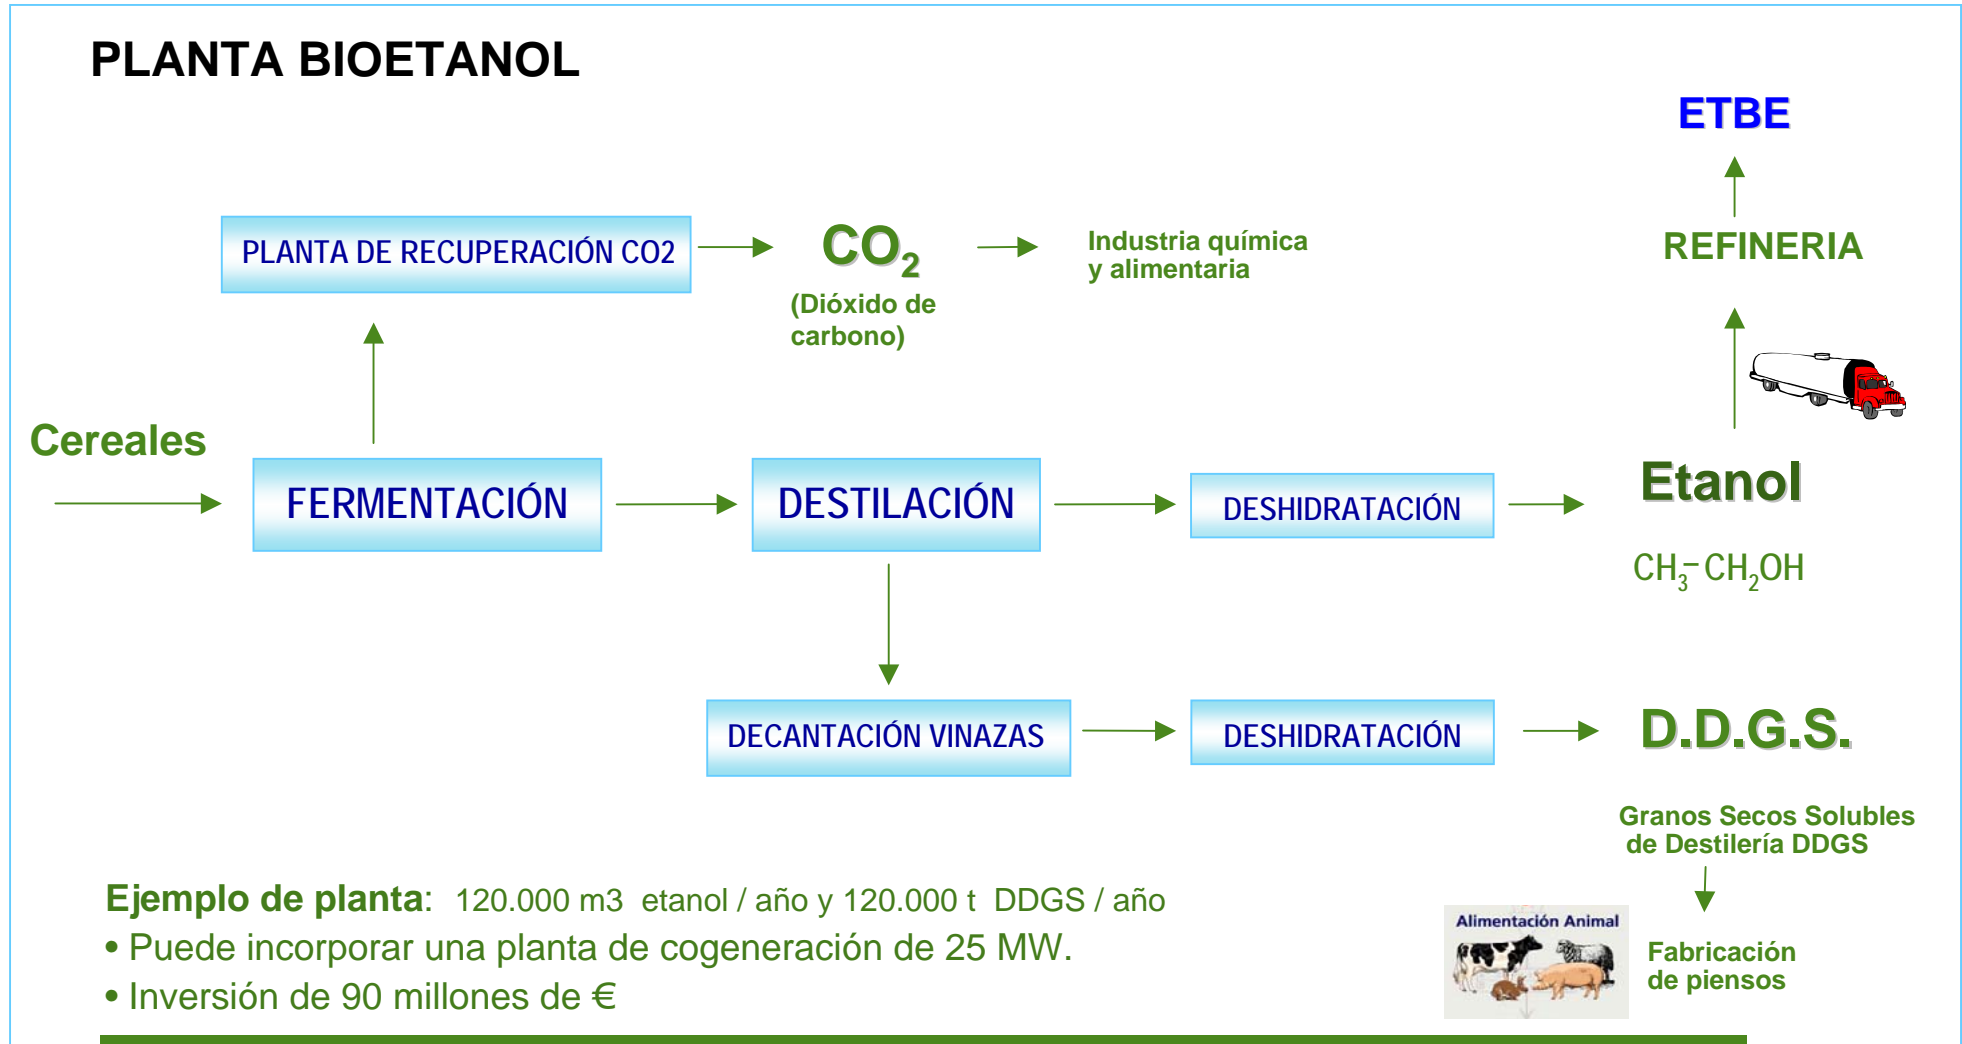 PLANTA BIOETANOL
ETBE
PLANTA DE RECUPERACIÓN CO2
CO₂
(Dióxido de
carbono)
Industria química
y alimentaria
REFINERIA
Cereales
FERMENTACIÓN
DESTILACIÓN
DESHIDRATACIÓN
Etanol
CH₃-CH₂OH
DECANTACIÓN VINAZAS
DESHIDRATACIÓN
D.D.G.S.
Granos Secos Solubles
de Destilería DDGS
Ejemplo de planta: 120.000 m3 etanol / año y 120.000 t DDGS / año
• Puede incorporar una planta de cogeneración de 25 MW.
• Inversión de 90 millones de €
Alimentación Animal
Fabricación
de piensos